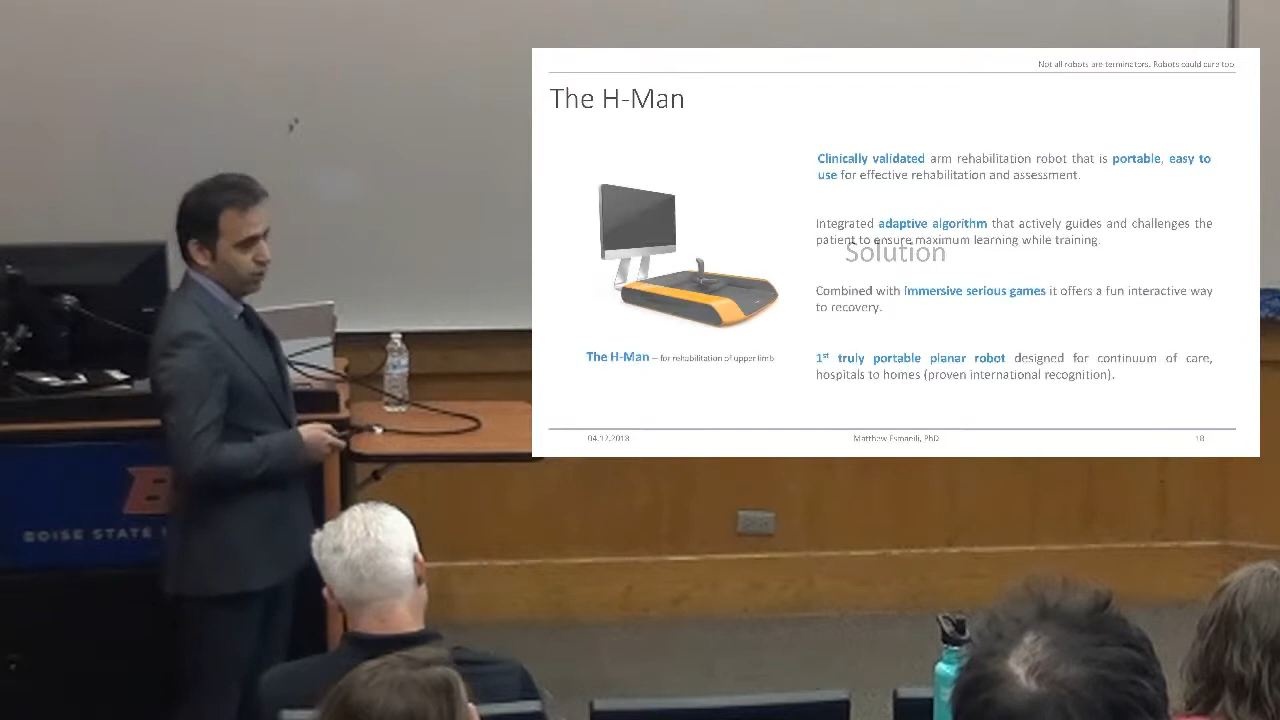 Not all robots are terminators. Robots could cure too
The H-Man
Clinically validated arm rehabilitation robot that is portable, easy to
use for effective rehabilitation and assessment.
Integrated adaptive algorithm that actively guides and challenges the
patient to ensure maximum learning while training.
Solution
Combined with immersive serious games it offers a fun interactive way
to recovery.
1st truly portable planar robot designed for continuum of care,
hospitals to homes (proven international recognition).
The H-Man – for rehabilitation of upper limb
04.12.2018 Matthew Esmaili, PhD 18
B
BOISE STATE